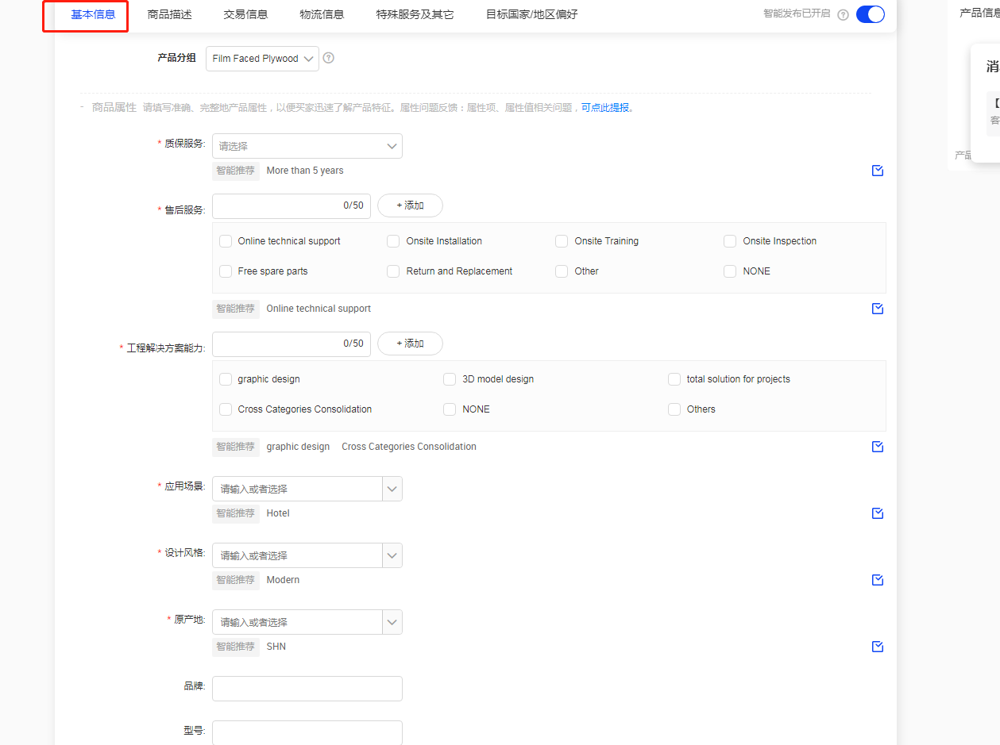 基本信息 商品描述 交易信息 物流信息 特殊服务及其它 目标国家/地区偏好 智能发布已开启 ?
产品信息
产品分组 Film Faced Plywood ?
消
- 商品属性 请填写准确、完整地产品属性，以便买家迅速了解产品特征。属性问题反馈：属性项、属性值相关问题，可点此提报。
【
客
* 质保服务: 请选择
产品
智能推荐 More than 5 years
* 售后服务: 0/50 + 添加
Online technical support Onsite Installation Onsite Training Onsite Inspection
Free spare parts Return and Replacement Other NONE
智能推荐 Online technical support
* 工程解决方案能力: 0/50 + 添加
graphic design 3D model design total solution for projects
Cross Categories Consolidation NONE Others
智能推荐 graphic design Cross Categories Consolidation
* 应用场景: 请输入或者选择
智能推荐 Hotel
* 设计风格: 请输入或者选择
智能推荐 Modern
* 原产地: 请输入或者选择
智能推荐 SHN
品牌:
型号: